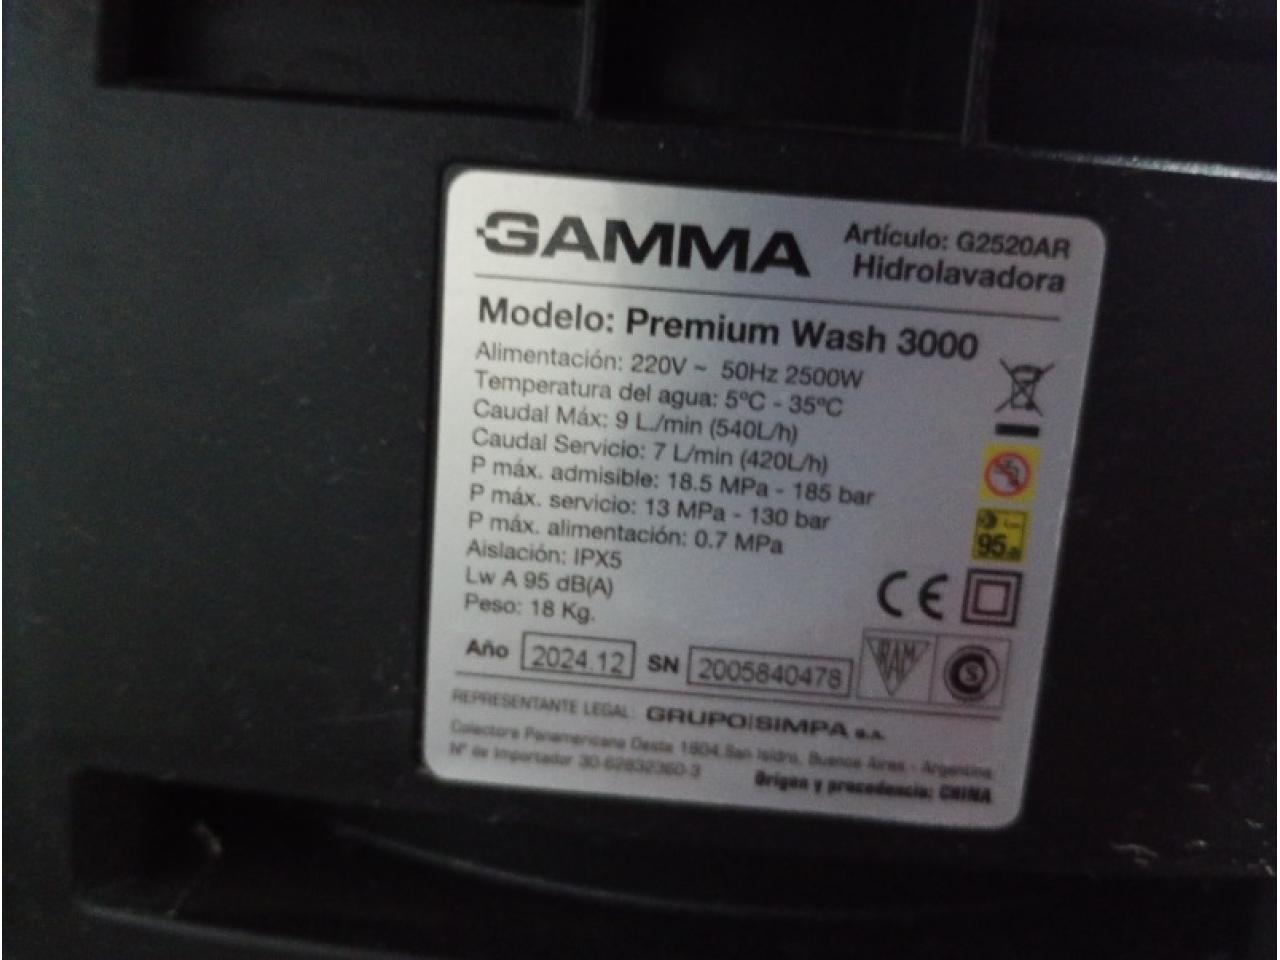 GAMMA
Artículo: G2520AR
Hidrolavadora
Modelo: Premium Wash 3000
Alimentación: 220V ~ 50Hz 2500W
Temperatura del agua: 5ºC - 35ºC
Caudal Máx: 9 L./min (540L/h)
Caudal Servicio: 7 L/min (420L/h)
P máx. admisible: 18.5 MPa - 185 bar
P máx. servicio: 13 MPa - 130 bar
P máx. alimentación: 0.7 MPa
Aislación: IPX5
Lw A 95 dB(A)
Peso: 18 Kg.
95 dB
CE
Año 2024.12 SN 2005840478
IRAM
S
REPRESENTANTE LEGAL: GRUPO|SIMPA S.A.
Colectora Panamericana Oeste 1804, San Isidro, Buenos Aires - Argentina
N° de Importador 30-62832360-3
Origen y procedencia: CHINA